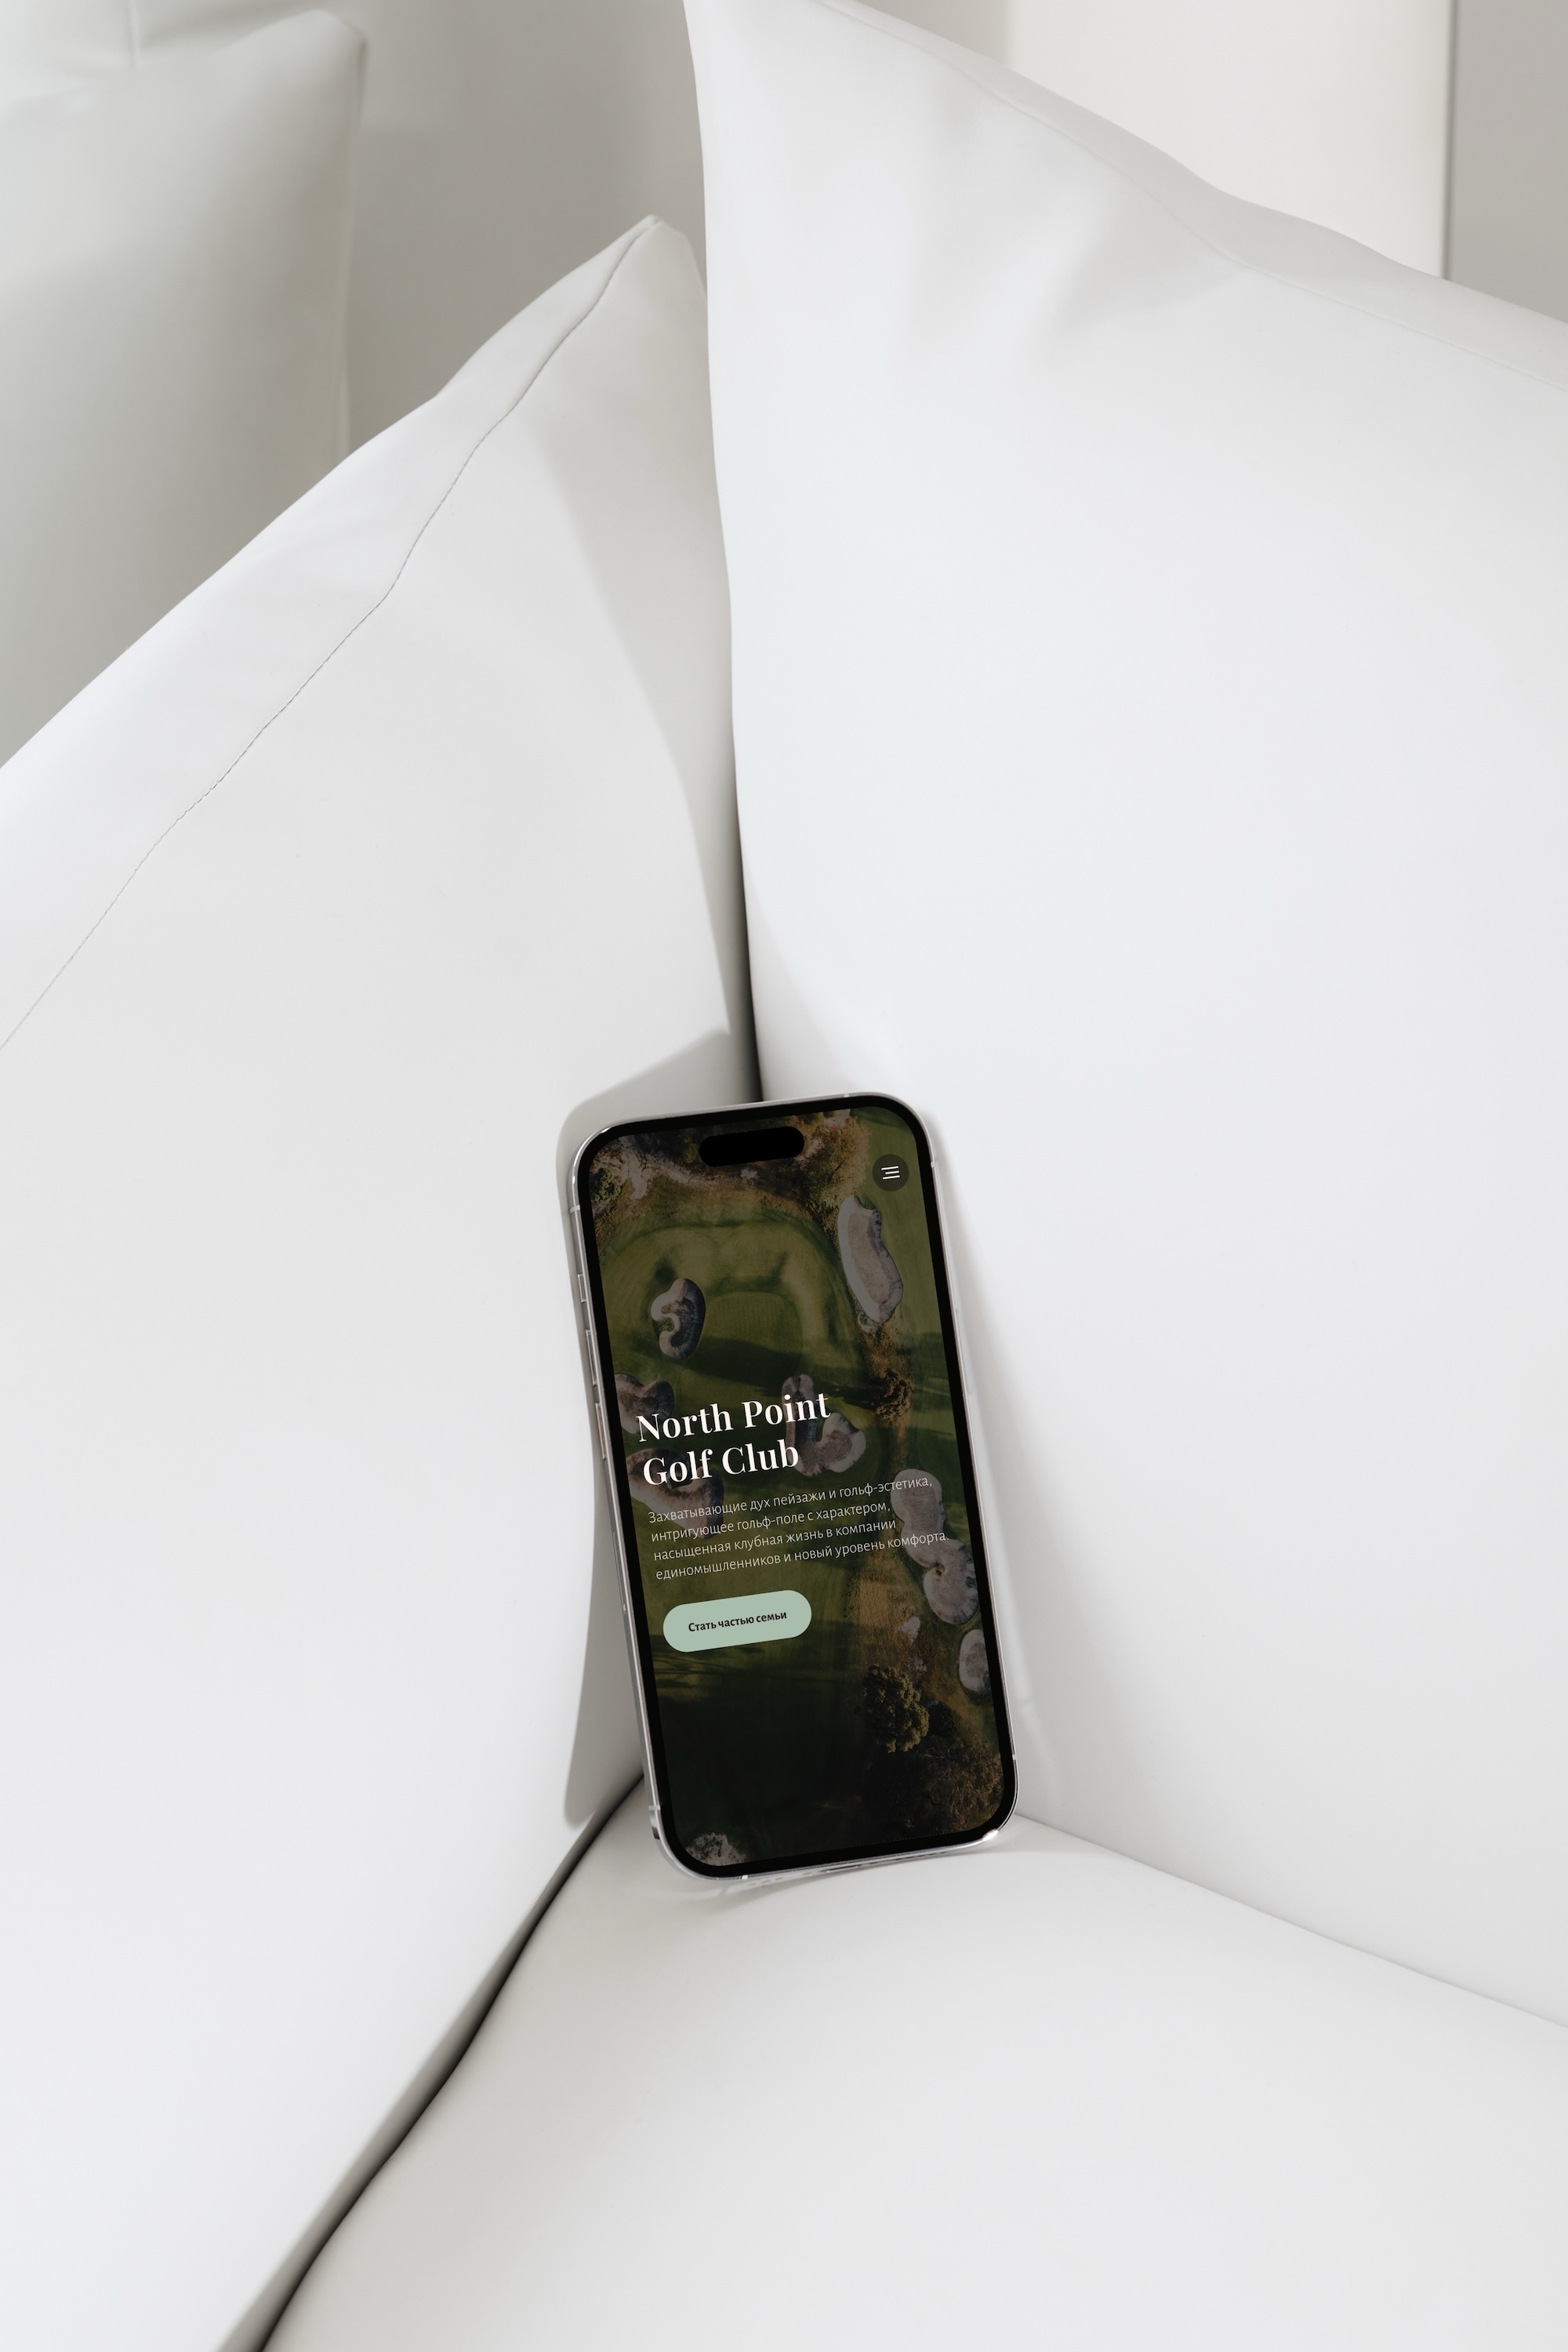 North Point
Golf Club
Захватывающие дух пейзажи и гольф-эстетика,
интригующее гольф-поле с характером,
насыщенная клубная жизнь в компании
единомышленников и новый уровень комфорта.
Стать частью семьи